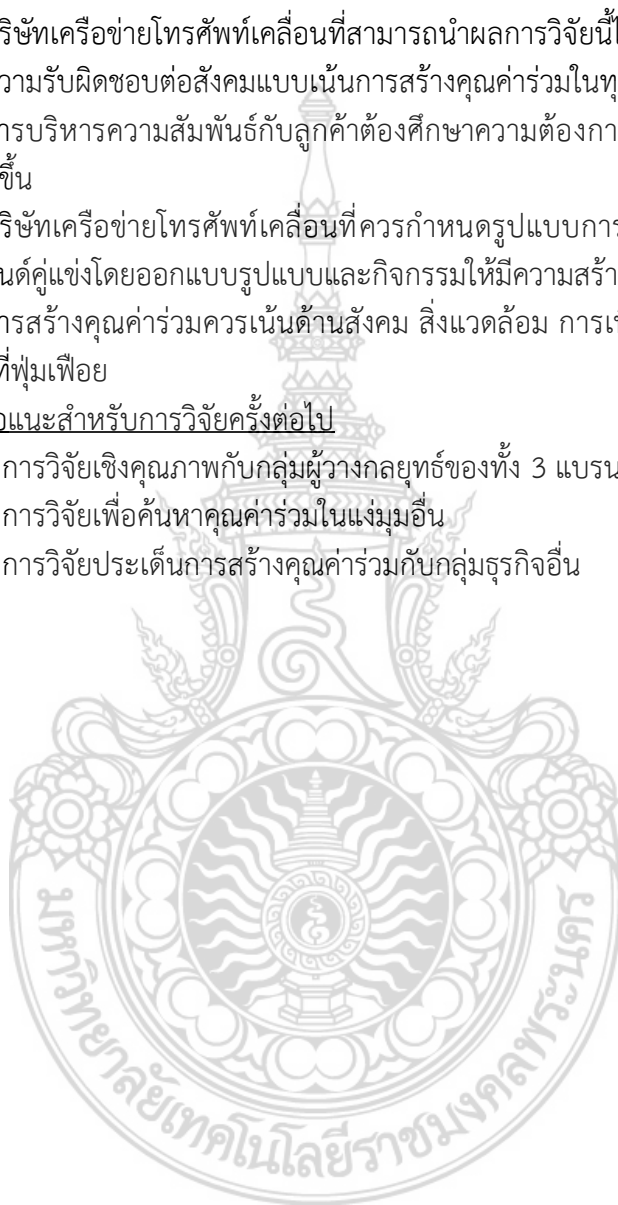 ริษัทเครือข่ายโทรศัพท์เคลื่อนที่สามารถนำผลการวิจัยนี้ไ
วามรับผิดชอบต่อสังคมแบบเน้นการสร้างคุณค่าร่วมในทุ
ารบริหารความสัมพันธ์กับลูกค้าต้องศึกษาความต้องกา
ขึ้น
ริษัทเครือข่ายโทรศัพท์เคลื่อนที่ควรกำหนดรูปแบบการ
นด์คู่แข่งโดยออกแบบรูปแบบและกิจกรรมให้มีความสร้า
ารสร้างคุณค่าร่วมควรเน้นด้านสังคม สิ่งแวดล้อม การเ
ที่ฟุ่มเฟือย
อแนะสำหรับการวิจัยครั้งต่อไป
การวิจัยเชิงคุณภาพกับกลุ่มผู้วางกลยุทธ์ของทั้ง 3 แบรน
การวิจัยเพื่อค้นหาคุณค่าร่วมในแง่มุมอื่น
การวิจัยประเด็นการสร้างคุณค่าร่วมกับกลุ่มธุรกิจอื่น
มหาวิทยาลัยเทคโนโลยีราชมงคลพระนคร